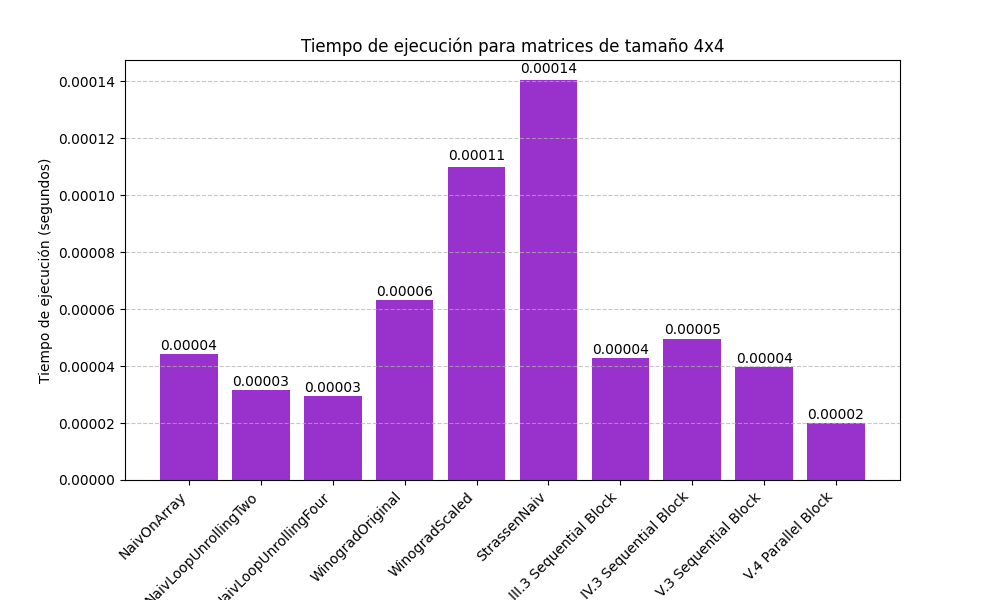 Tiempo de ejecución para matrices de tamaño 4x4
Tiempo de ejecución (segundos)
0.00014
0.00012
0.00010
0.00008
0.00006
0.00004
0.00002
0.00000
0.00004
0.00003
0.00003
0.00006
0.00011
0.00014
0.00004
0.00005
0.00004
0.00002
NaivOnArray
NaivLoopUnrollingTwo
NaivLoopUnrollingFour
WinogradOriginal
WinogradScaled
StrassenNaiv
III.3 Sequential Block
IV.3 Sequential Block
V.3 Sequential Block
V.4 Parallel Block